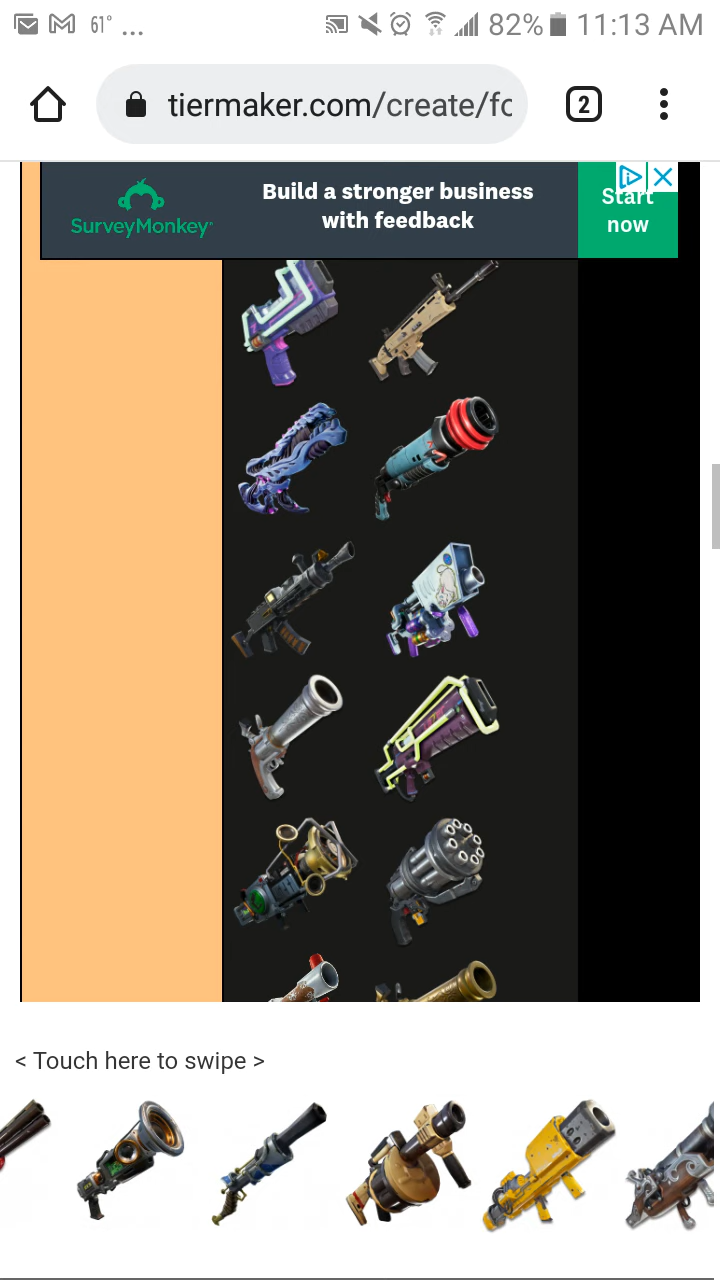 61° ... 82% 11:13 AM
tiermaker.com/create/fo
2
SurveyMonkey
Build a stronger business
with feedback
Start
now
< Touch here to swipe >